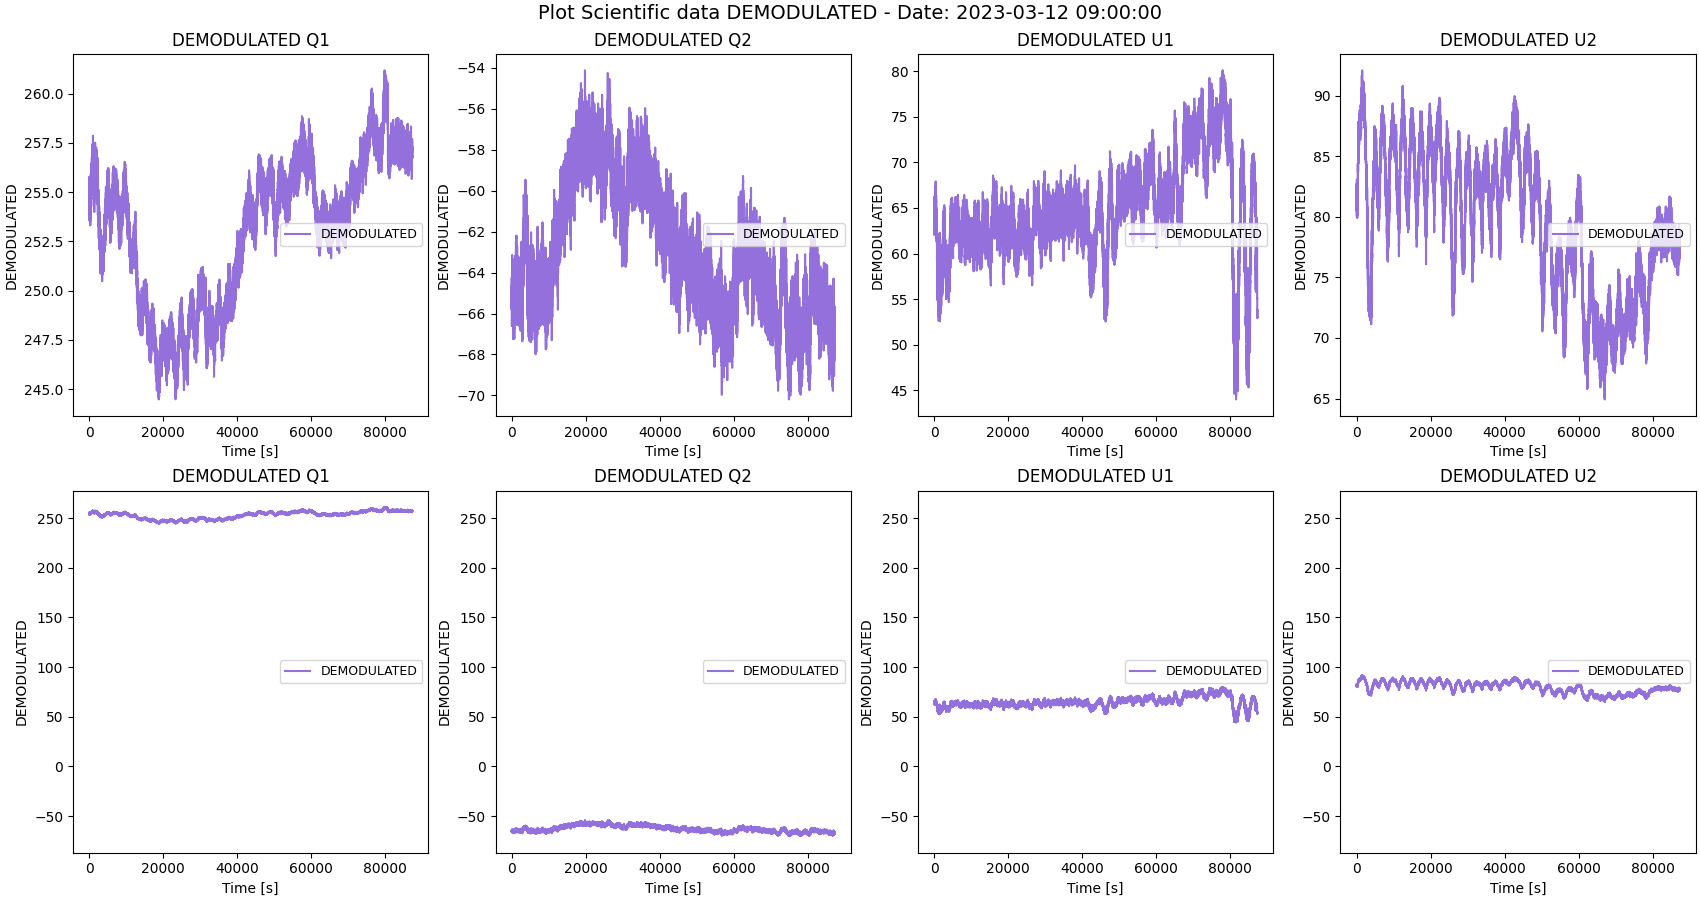 Plot Scientific data DEMODULATED - Date: 2023-03-12 09:00:00
DEMODULATED Q1
DEMODULATED
260.0
257.5
255.0
252.5
250.0
247.5
245.0
DEMODULATED
0 20000 40000 60000 80000
Time [s]
DEMODULATED Q2
DEMODULATED
−54
−56
−58
−60
−62
−64
−66
−68
−70
DEMODULATED
0 20000 40000 60000 80000
Time [s]
DEMODULATED U1
DEMODULATED
80
75
70
65
60
55
50
45
DEMODULATED
0 20000 40000 60000 80000
Time [s]
DEMODULATED U2
DEMODULATED
90
85
80
75
70
65
DEMODULATED
0 20000 40000 60000 80000
Time [s]
DEMODULATED Q1
DEMODULATED
250
200
150
100
50
0
−50
DEMODULATED
0 20000 40000 60000 80000
Time [s]
DEMODULATED Q2
DEMODULATED
250
200
150
100
50
0
−50
DEMODULATED
0 20000 40000 60000 80000
Time [s]
DEMODULATED U1
DEMODULATED
250
200
150
100
50
0
−50
DEMODULATED
0 20000 40000 60000 80000
Time [s]
DEMODULATED U2
DEMODULATED
250
200
150
100
50
0
−50
DEMODULATED
0 20000 40000 60000 80000
Time [s]